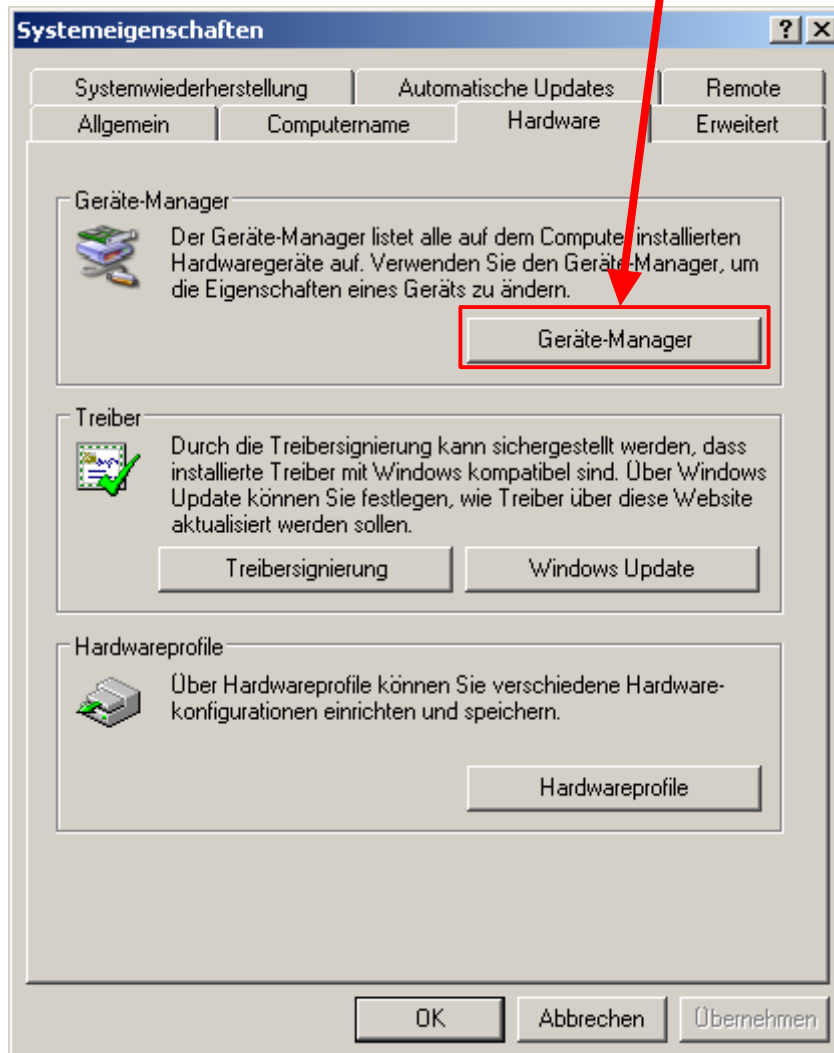 Systemeigenschaften
Systemwiederherstellung Automatische Updates Remote
Allgemein Computername Hardware Erweitert
Geräte-Manager
Der Geräte-Manager listet alle auf dem Computer installierten
Hardwaregeräte auf. Verwenden Sie den Geräte-Manager, um
die Eigenschaften eines Geräts zu ändern.
Geräte-Manager
Treiber
Durch die Treibersignierung kann sichergestellt werden, dass
installierte Treiber mit Windows kompatibel sind. Über Windows
Update können Sie festlegen, wie Treiber über diese Website
aktualisiert werden sollen.
Treibersignierung Windows Update
Hardwareprofile
Über Hardwareprofile können Sie verschiedene Hardware-
konfigurationen einrichten und speichern.
Hardwareprofile
OK Abbrechen Übernehmen